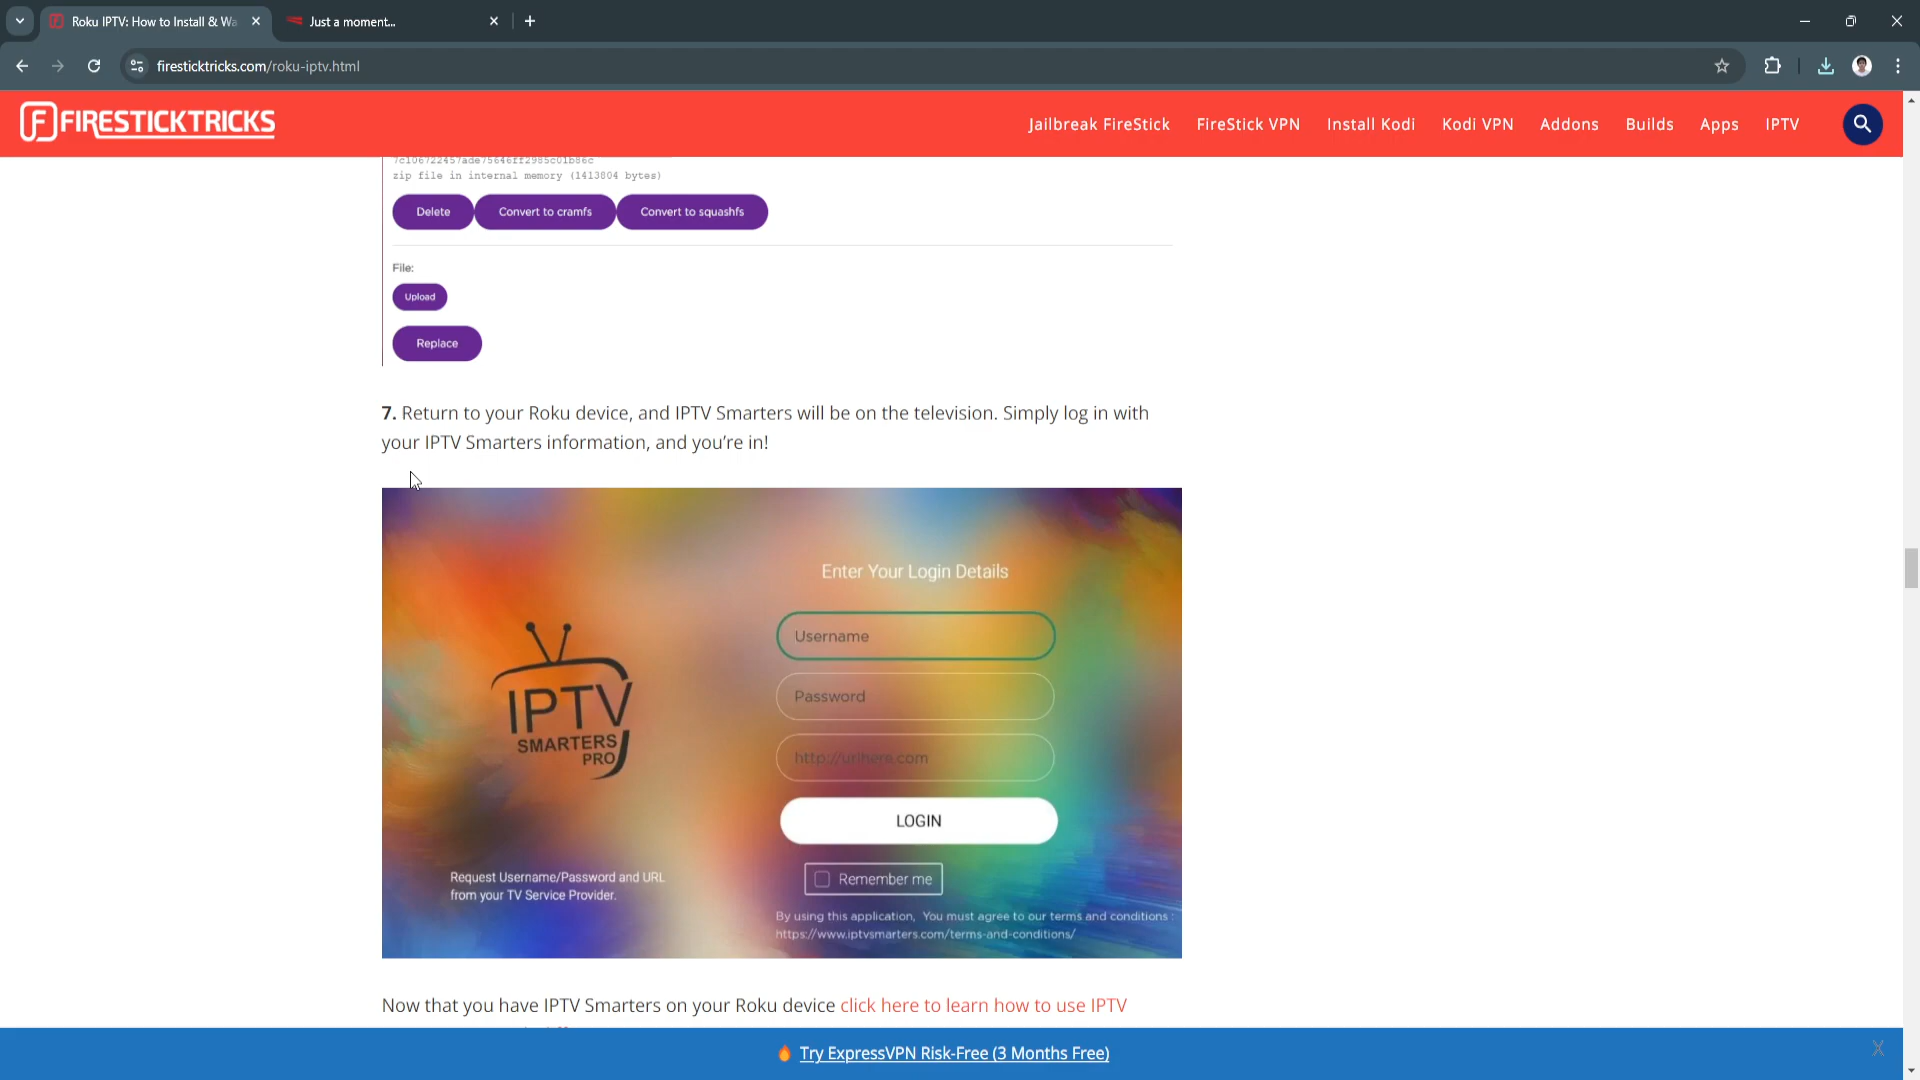 Roku IPTV: How to Install & Wa
Just a moment...
firesticktricks.com/roku-iptv.html
FIRESTICKTRICKS
Jailbreak FireStick
FireStick VPN
Install Kodi
Kodi VPN
Addons
Builds
Apps
IPTV
7c106722457ade75646ff2985c01b86c
zip file in internal memory (1413804 bytes)
Delete
Convert to cramfs
Convert to squashfs
File:
Upload
Replace
7. Return to your Roku device, and IPTV Smarters will be on the television. Simply log in with
your IPTV Smarters information, and you're in!
Enter Your Login Details
Username
Password
http://urlhere.com
LOGIN
Remember me
IPTV
SMARTERS
PRO
Request Username/Password and URL
from your TV Service Provider.
By using this application, You must agree to our terms and conditions :
https://www.iptvsmarters.com/terms-and-conditions/
Now that you have IPTV Smarters on your Roku device click here to learn how to use IPTV
Try ExpressVPN Risk-Free (3 Months Free)
X